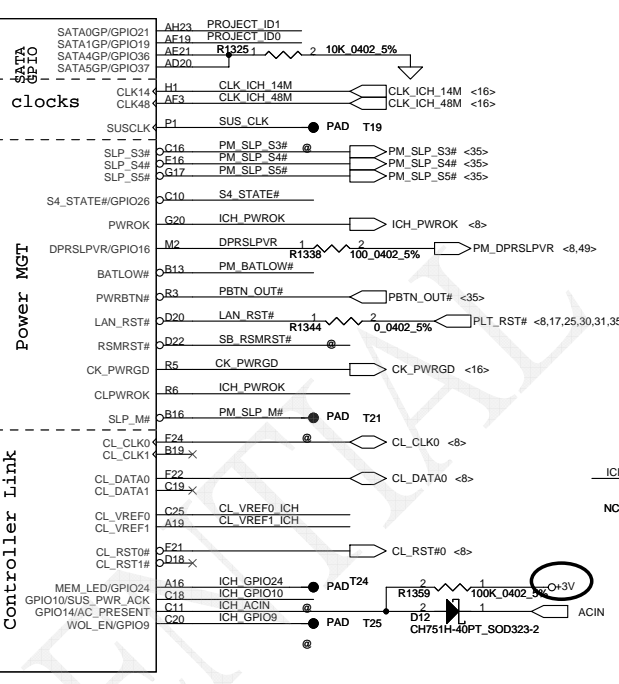 SATA GPIO
SATA0GP/GPIO21 AH23 PROJECT_ID1
SATA1GP/GPIO19 AF19 PROJECT_ID0
SATA4GP/GPIO36 AE21 R1325 1 2 10K_0402_5%
SATA5GP/GPIO37 AD20
clocks
CLK14 H1 CLK_ICH_14M CLK_ICH_14M <16>
CLK48 AF3 CLK_ICH_48M CLK_ICH_48M <16>
SUSCLK P1 SUS_CLK PAD T19
@
Power MGT
SLP_S3# C16 PM_SLP_S3# PM_SLP_S3# <35>
SLP_S4# E16 PM_SLP_S4# PM_SLP_S4# <35>
SLP_S5# G17 PM_SLP_S5# PM_SLP_S5# <35>
S4_STATE#/GPIO26 C10 S4_STATE#
PWROK G20 ICH_PWROK ICH_PWROK <8>
DPRSLPVR/GPIO16 M2 DPRSLPVR 1 2 PM_DPRSLPVR <8,49>
R1338 100_0402_5%
BATLOW# B13 PM_BATLOW#
PWRBTN# R3 PBTN_OUT# PBTN_OUT# <35>
LAN_RST# D20 LAN_RST# 1 2 PLT_RST# <8,17,25,30,31,35
R1344 0_0402_5%
RSMRST# D22 SB_RSMRST# @
CK_PWRGD R5 CK_PWRGD CK_PWRGD <16>
CLPWROK R6 ICH_PWROK
SLP_M# B16 PM_SLP_M# PAD T21
@
Controller Link
CL_CLK0 F24 CL_CLK0 <8>
CL_CLK1 B19
CL_DATA0 F22 CL_DATA0 <8>
CL_DATA1 C19
CL_VREF0 C25 CL_VREF0_ICH
CL_VREF1 A19 CL_VREF1_ICH
CL_RST0# F21 CL_RST#0 <8>
CL_RST1# D18
MEM_LED/GPIO24 A16 ICH_GPIO24 PAD T24
GPIO10/SUS_PWR_ACK C18 ICH_GPIO10
GPIO14/AC_PRESENT C11 ICH_ACIN @
WOL_EN/GPIO9 C20 ICH_GPIO9 PAD T25
@
2 1 +3V
R1359 100K_0402_5%
2 1 ACIN
D12
CH751H-40PT_SOD323-2
ICH
NC
ENTIAL